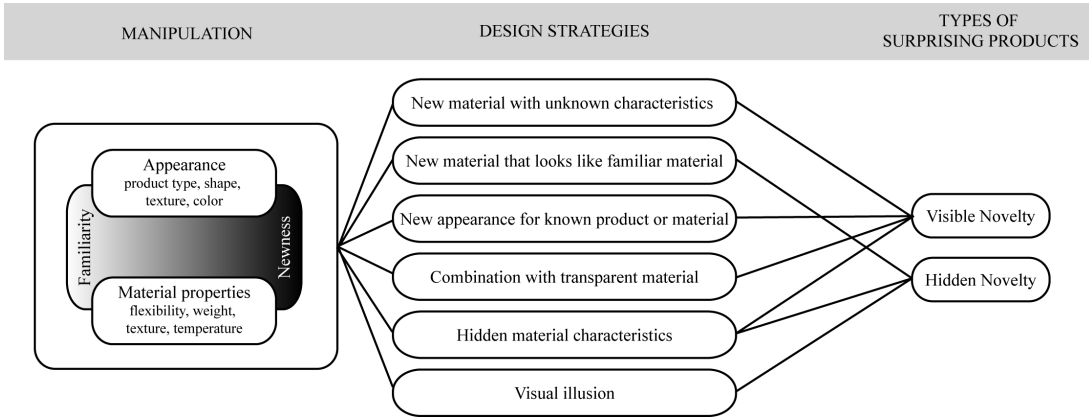 MANIPULATION
DESIGN STRATEGIES
TYPES OF
SURPRISING PRODUCTS
Appearance
product type, shape,
texture, color
Familiarity
Newness
Material properties
flexibility, weight,
texture, temperature
New material with unknown characteristics
New material that looks like familiar material
New appearance for known product or material
Combination with transparent material
Hidden material characteristics
Visual illusion
Visible Novelty
Hidden Novelty